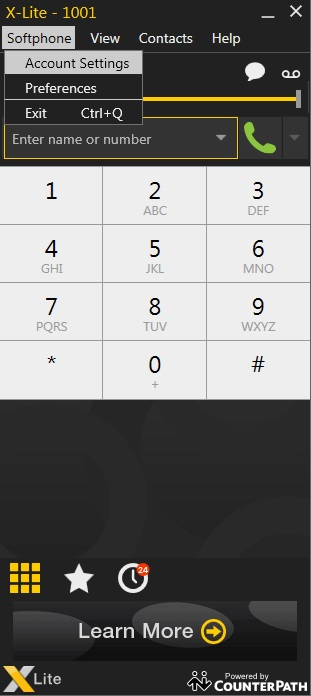 X-Lite - 1001
Softphone View Contacts Help
Account Settings
Preferences
Exit Ctrl+Q
Enter name or number
1 2 3
ABC DEF
4 5 6
GHI JKL MNO
7 8 9
PQRS TUV WXYZ
* 0 #
+
24
Learn More
X Lite
Powered by
COUNTERPATH